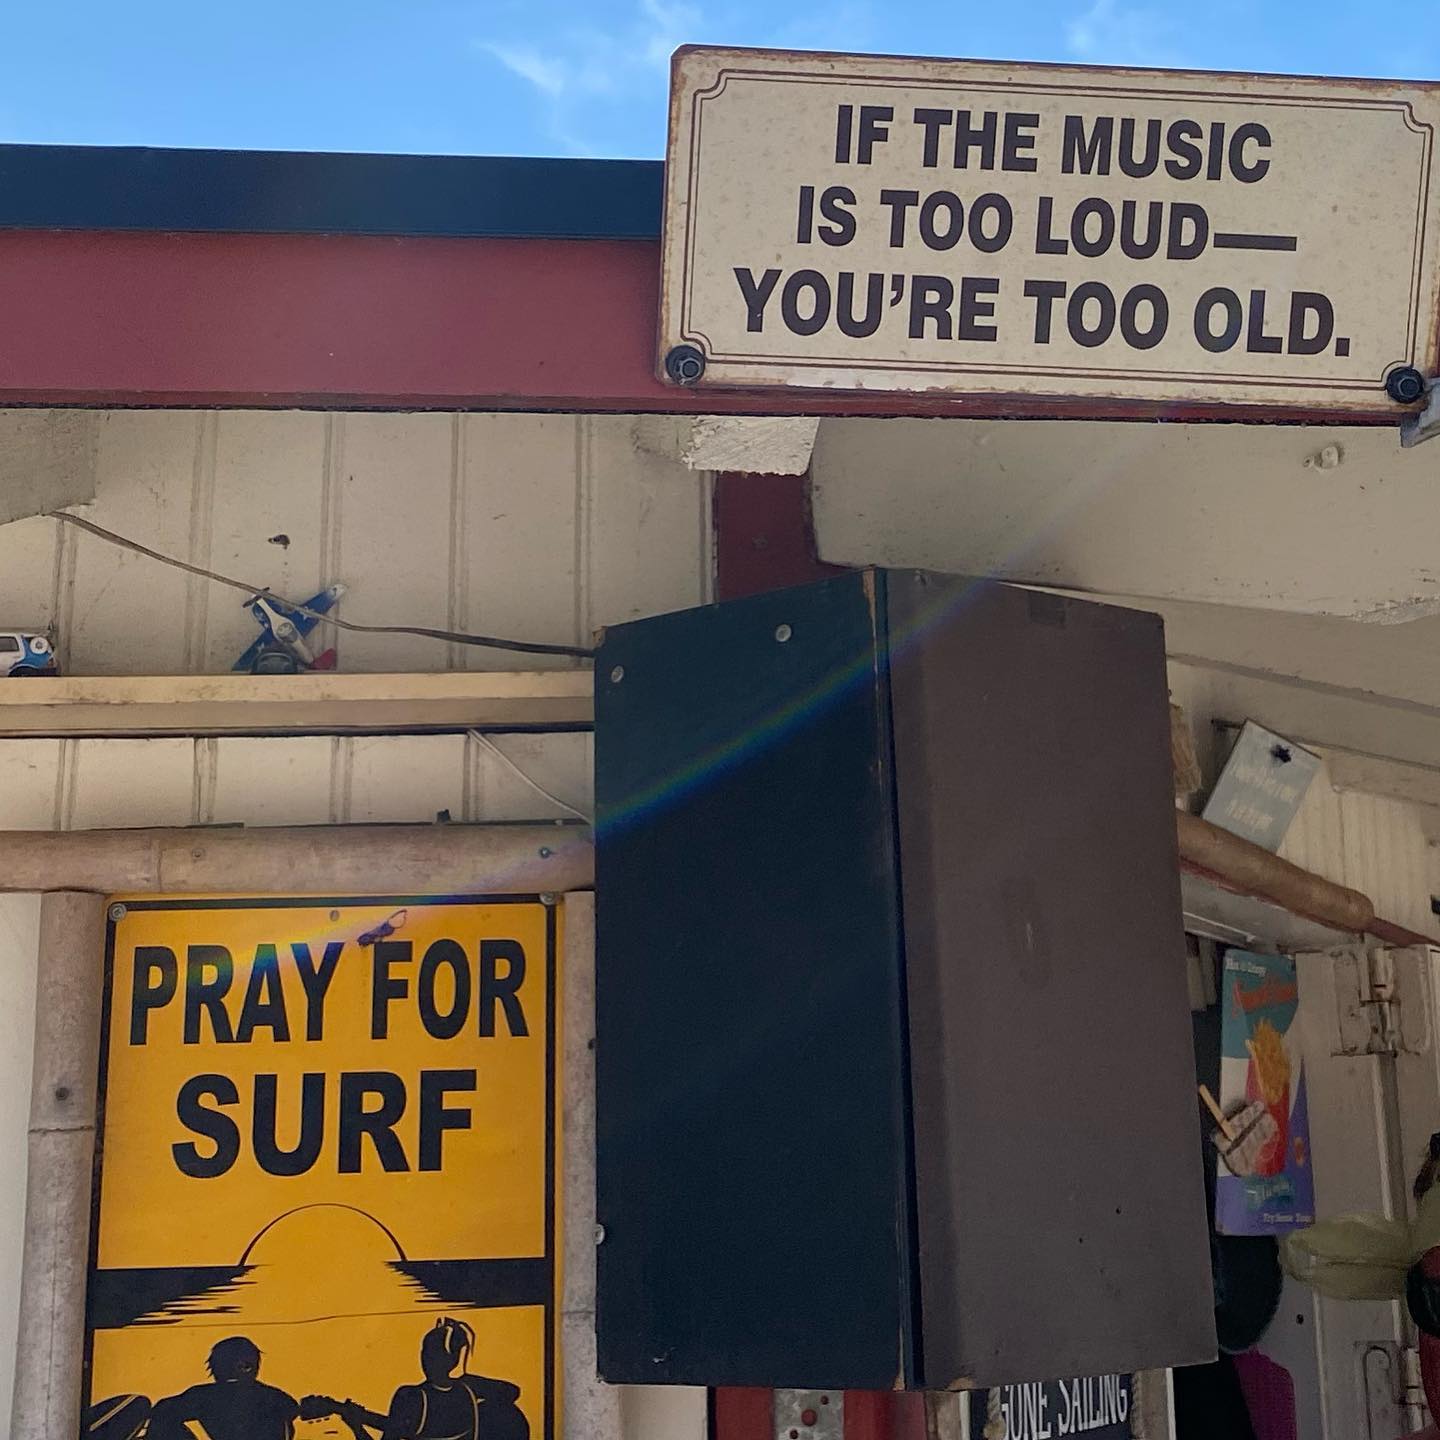 IF THE MUSIC
IS TOO LOUD—
YOU'RE TOO OLD.
PRAY FOR
SURF
GONE SAILING